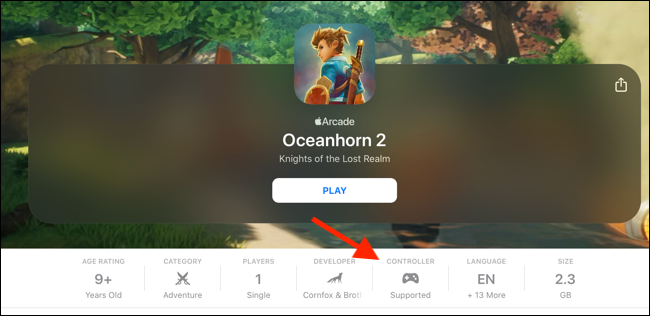 Arcade
Oceanhorn 2
Knights of the Lost Realm
PLAY
AGE RATING CATEGORY PLAYERS DEVELOPER CONTROLLER LANGUAGE SIZE
9+ 1 EN 2.3
Years Old Adventure Single Cornfox & Brotl Supported + 13 More GB